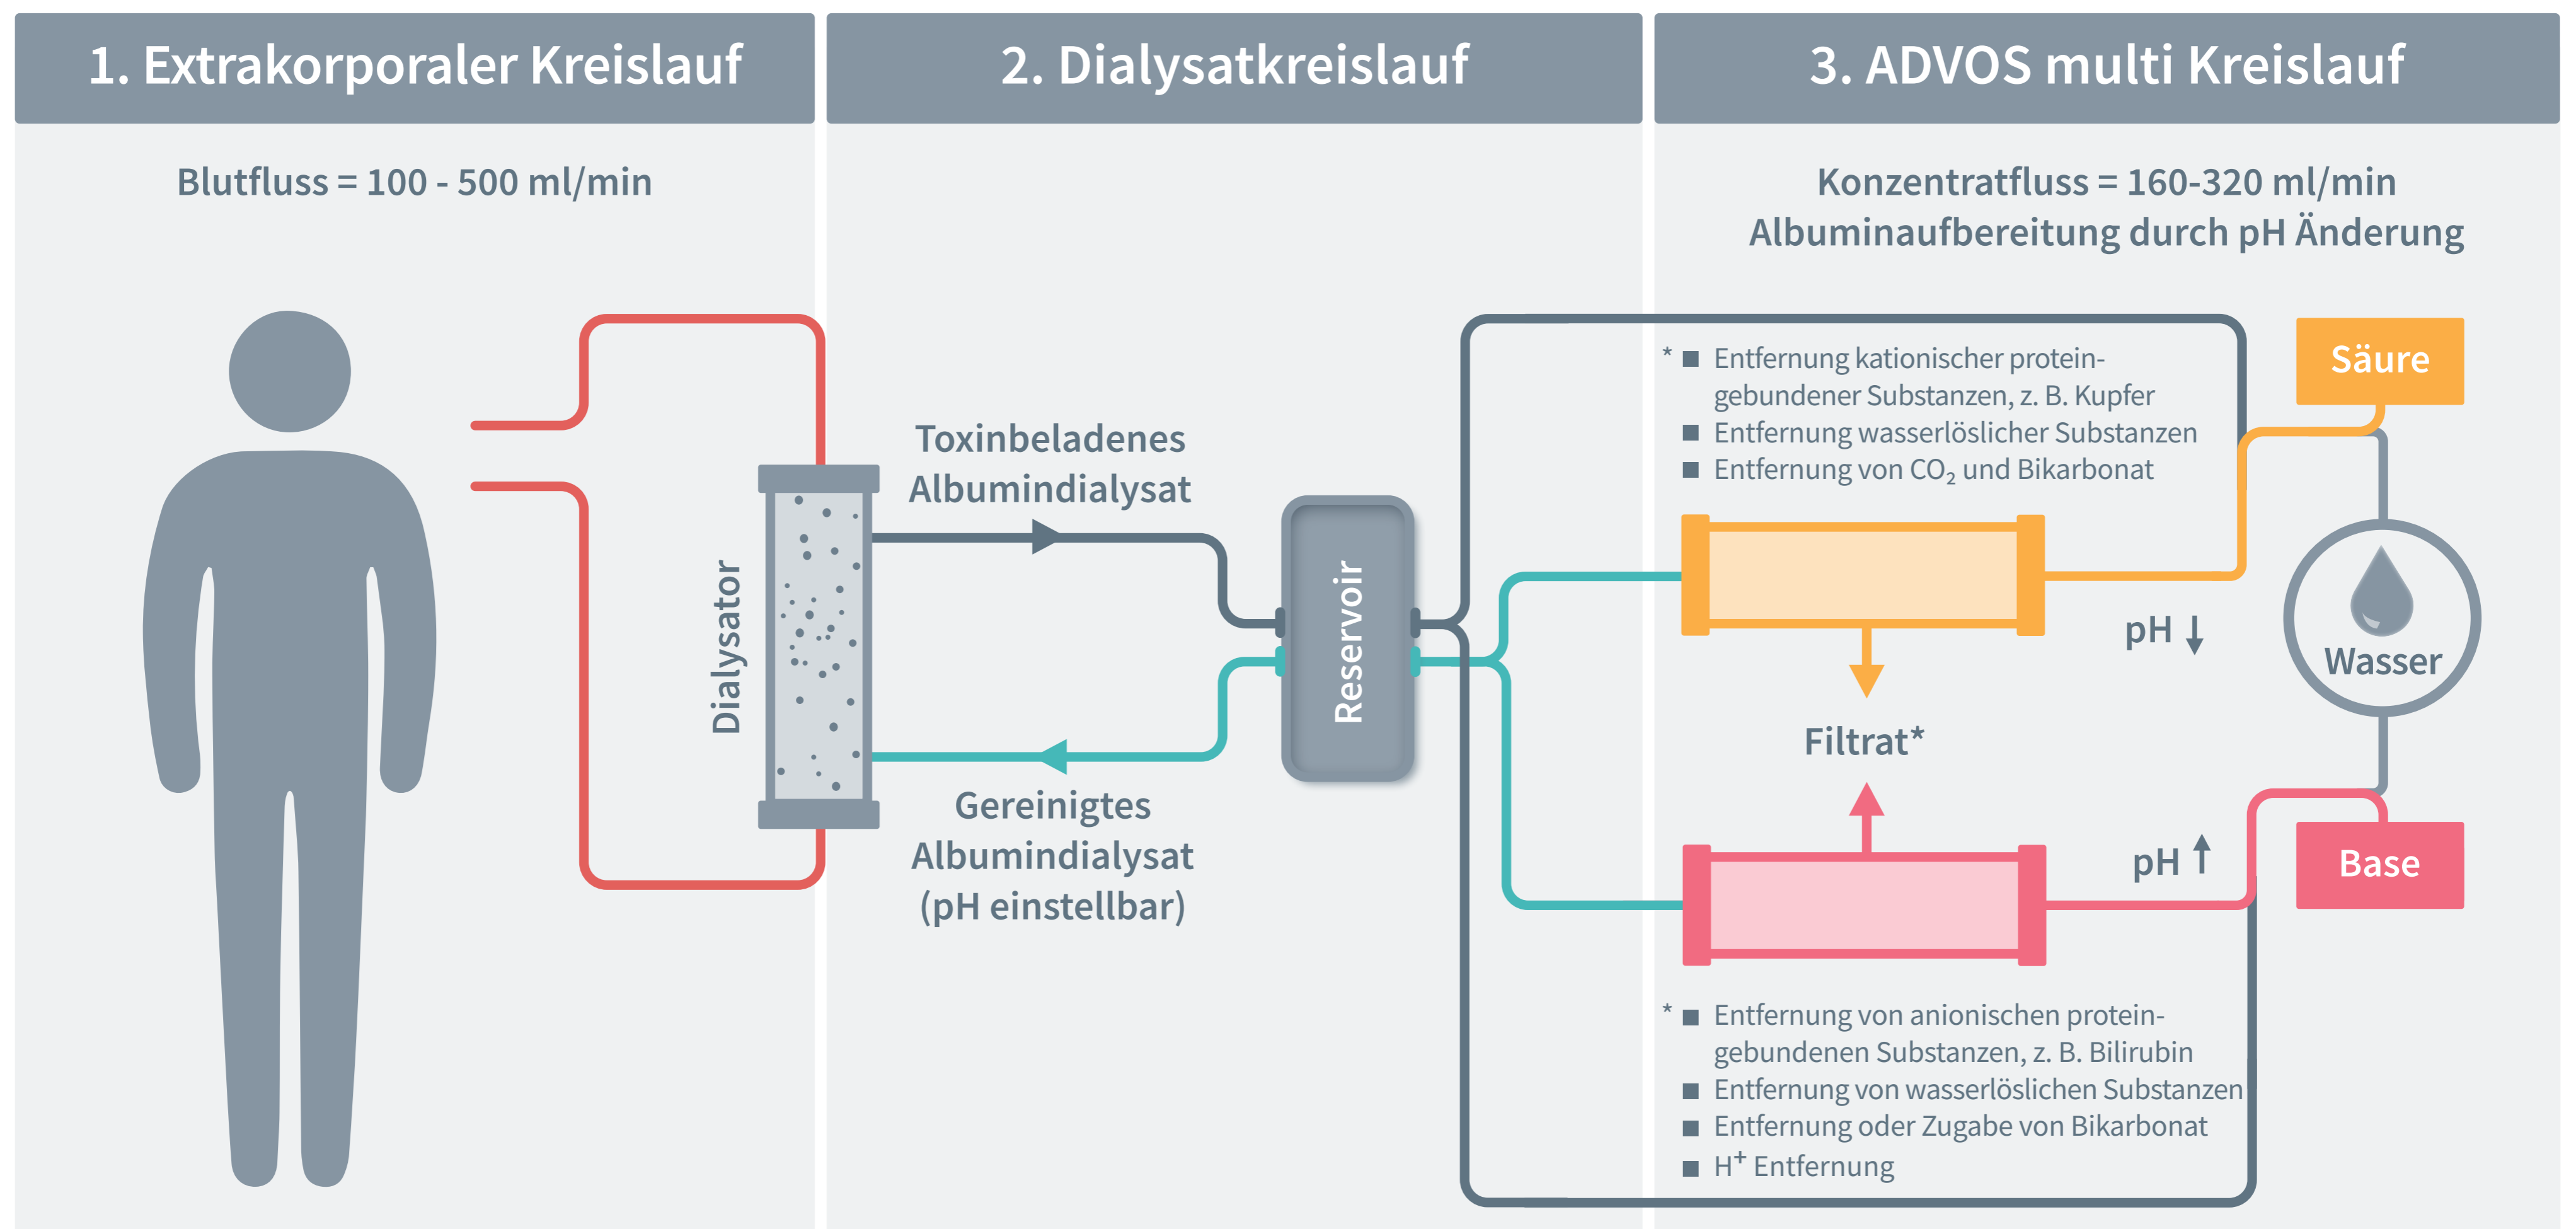 1. Extrakorporaler Kreislauf
Blutfluss = 100 - 500 ml/min
Dialysator
2. Dialysatkreislauf
Toxinbeladenes
Albumindialysat
Gereinigtes
Albumindialysat
(pH einstellbar)
Reservoir
3. ADVOS multi Kreislauf
Konzentratfluss = 160-320 ml/min
Albuminaufbereitung durch pH Änderung
* ■ Entfernung kationischer protein-
gebundener Substanzen, z. B. Kupfer
■ Entfernung wasserlöslicher Substanzen
■ Entfernung von CO₂ und Bikarbonat
Säure
pH ↓
Wasser
Filtrat*
pH ↑
Base
* ■ Entfernung von anionischen protein-
gebundenen Substanzen, z. B. Bilirubin
■ Entfernung von wasserlöslichen Substanzen
■ Entfernung oder Zugabe von Bikarbonat
■ H⁺ Entfernung